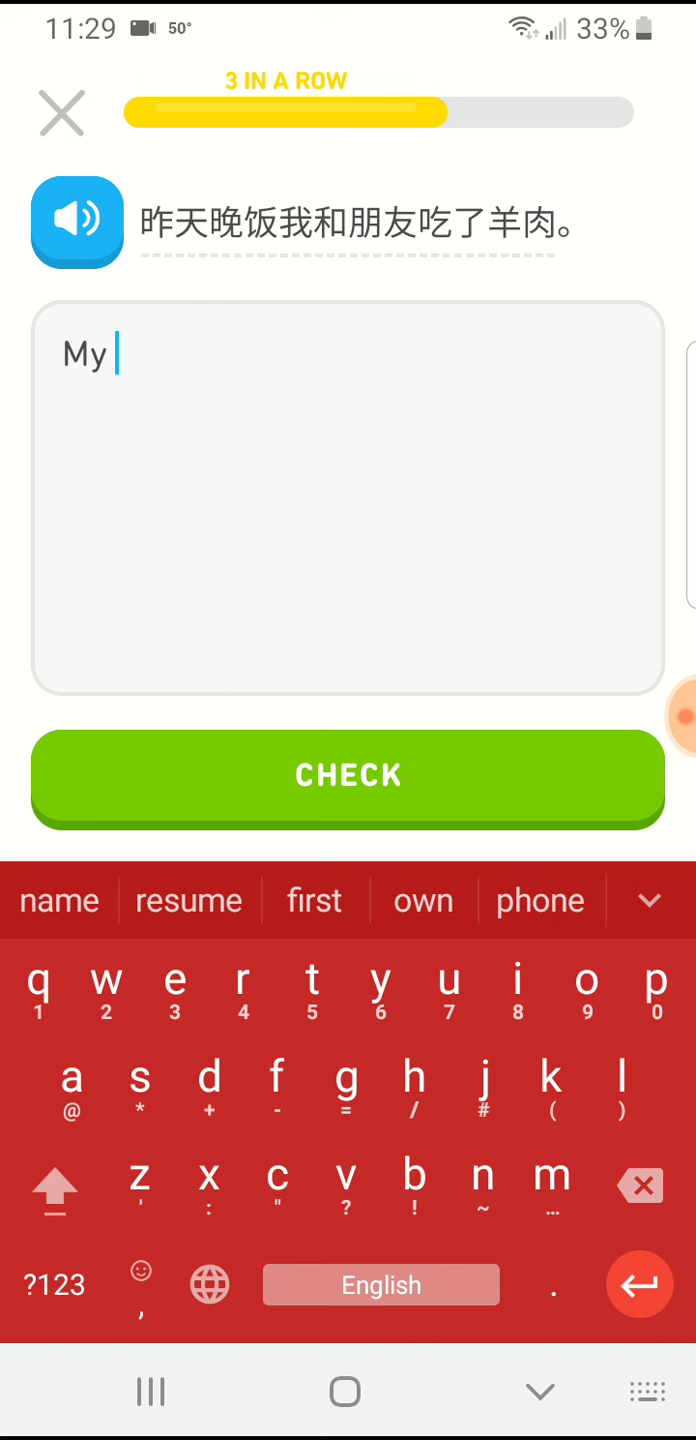 11:29 50° 33%
3 IN A ROW
昨天晚饭我和朋友吃了羊肉。
My
CHECK
name resume first own phone
q w e r t y u i o p
1 2 3 4 5 6 7 8 9 0
a s d f g h j k l
@ * + - = / # ( )
z x c v b n m
' : " ? ! ~ …
?123 , English .